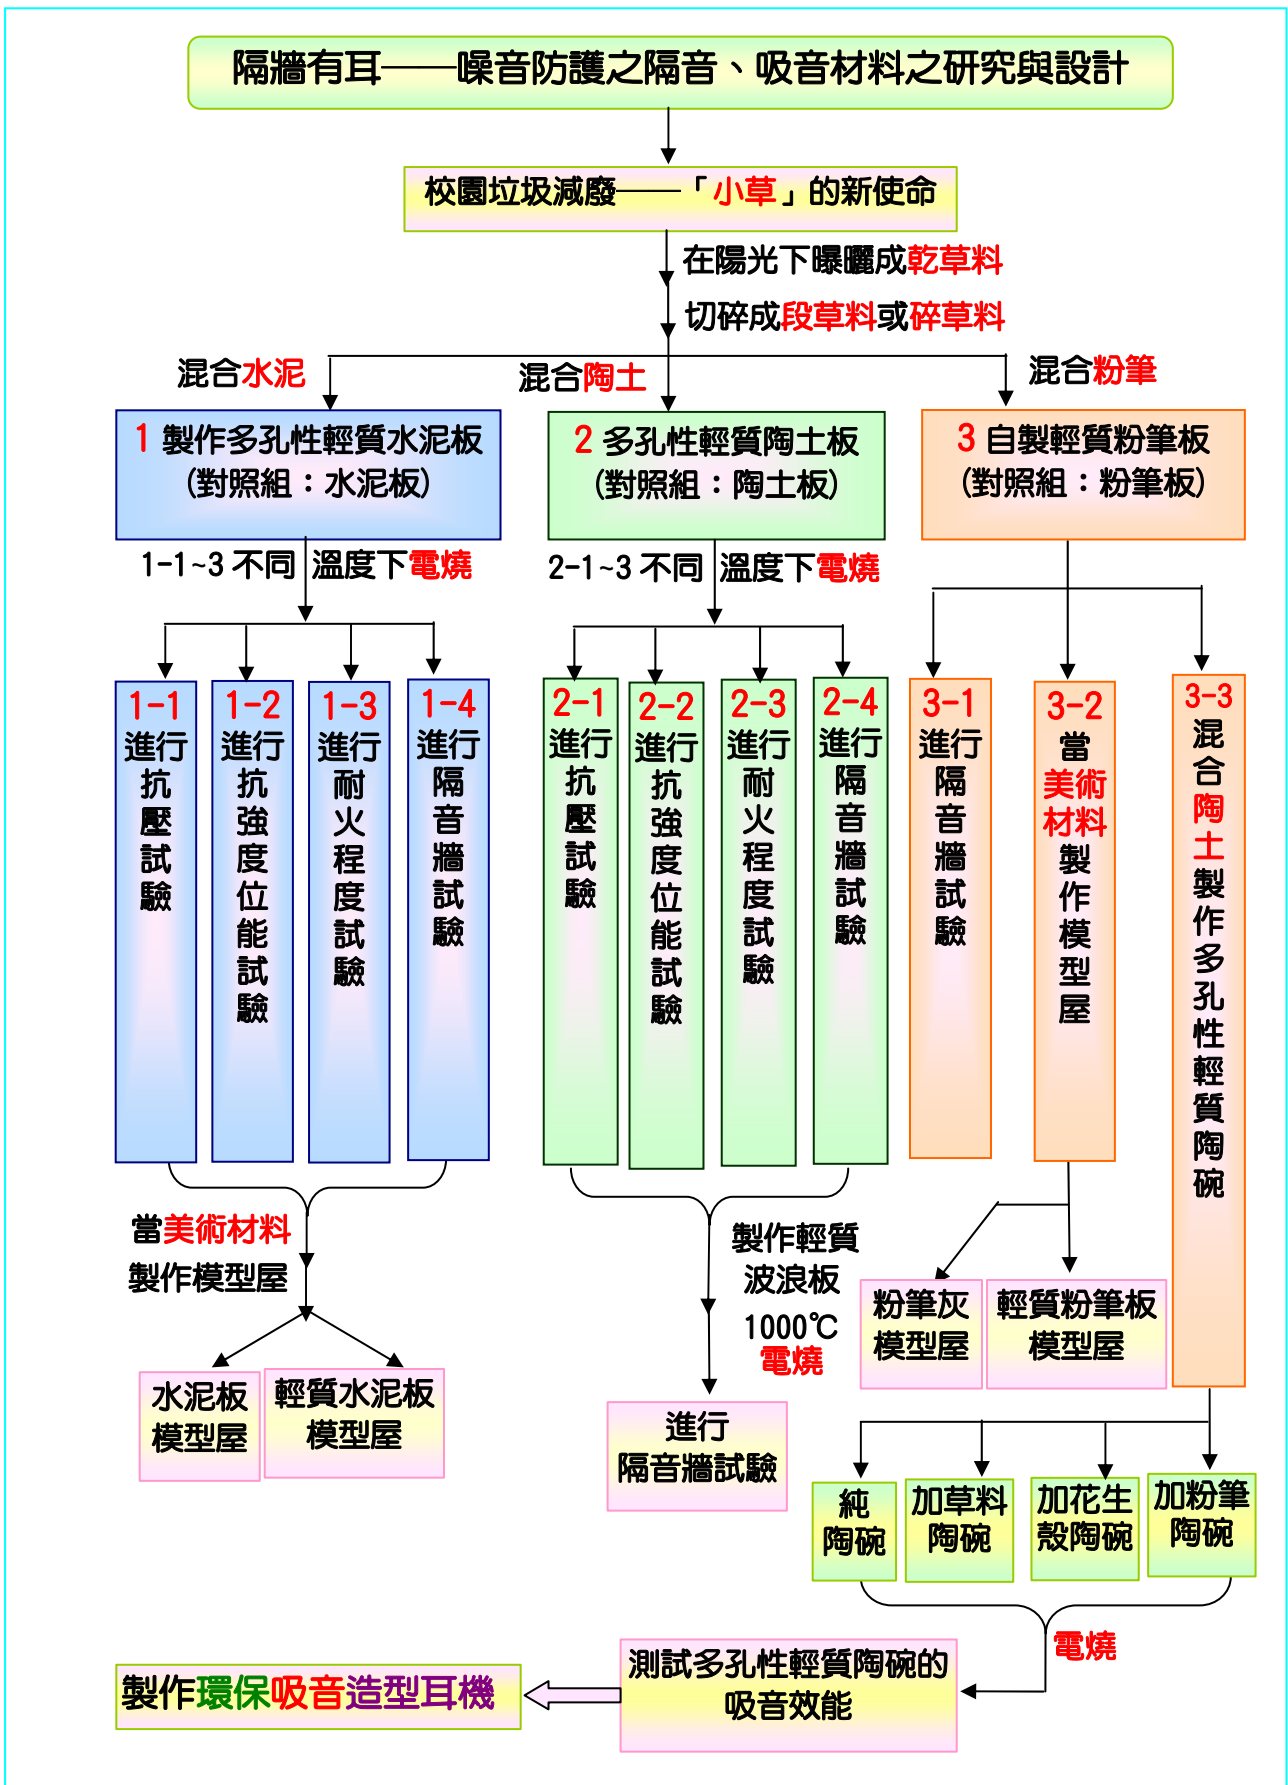 隔牆有耳——噪音防護之隔音、吸音材料之研究與設計
校園垃圾減廢——「小草」的新使命
在陽光下曝曬成乾草料
切碎成段草料或碎草料
混合水泥
混合陶土
混合粉筆
1 製作多孔性輕質水泥板
(對照組：水泥板)
2 多孔性輕質陶土板
(對照組：陶土板)
3 自製輕質粉筆板
(對照組：粉筆板)
1-1~3 不同 溫度下電燒
2-1~3 不同 溫度下電燒
1-1
進行
抗壓試驗
1-2
進行
抗強度位能試驗
1-3
進行
耐火程度試驗
1-4
進行
隔音牆試驗
2-1
進行
抗壓試驗
2-2
進行
抗強度位能試驗
2-3
進行
耐火程度試驗
2-4
進行
隔音牆試驗
3-1
進行
隔音牆試驗
3-2
當
美術
材料
製作模型屋
3-3
混合陶土製作多孔性輕質陶碗
當美術材料
製作模型屋
製作輕質
波浪板
1000℃
電燒
粉筆灰
模型屋
輕質粉筆板
模型屋
水泥板
模型屋
輕質水泥板
模型屋
進行
隔音牆試驗
純
陶碗
加草料
陶碗
加花生
殼陶碗
加粉筆
陶碗
電燒
測試多孔性輕質陶碗的
吸音效能
製作環保吸音造型耳機